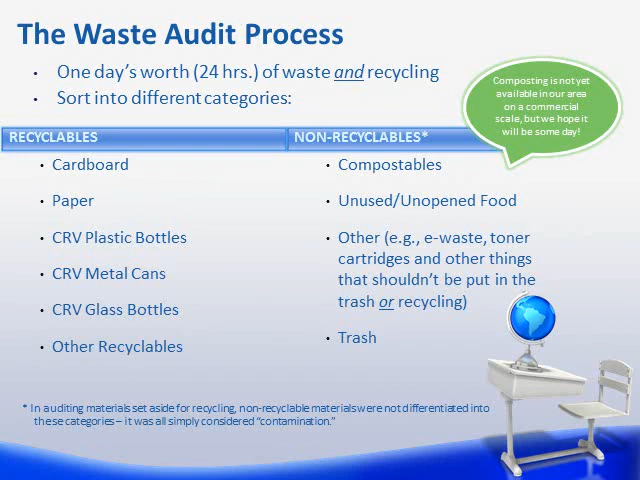 The Waste Audit Process
• One day's worth (24 hrs.) of waste and recycling
• Sort into different categories:
Composting is not yet
available in our area
on a commercial
scale, but we hope it
will be some day!
RECYCLABLES
• Cardboard
• Paper
• CRV Plastic Bottles
• CRV Metal Cans
• CRV Glass Bottles
• Other Recyclables
NON-RECYCLABLES*
• Compostables
• Unused/Unopened Food
• Other (e.g., e-waste, toner
cartridges and other things
that shouldn't be put in the
trash or recycling)
• Trash
* In auditing materials set aside for recycling, non-recyclable materials were not differentiated into
these categories – it was all simply considered "contamination."